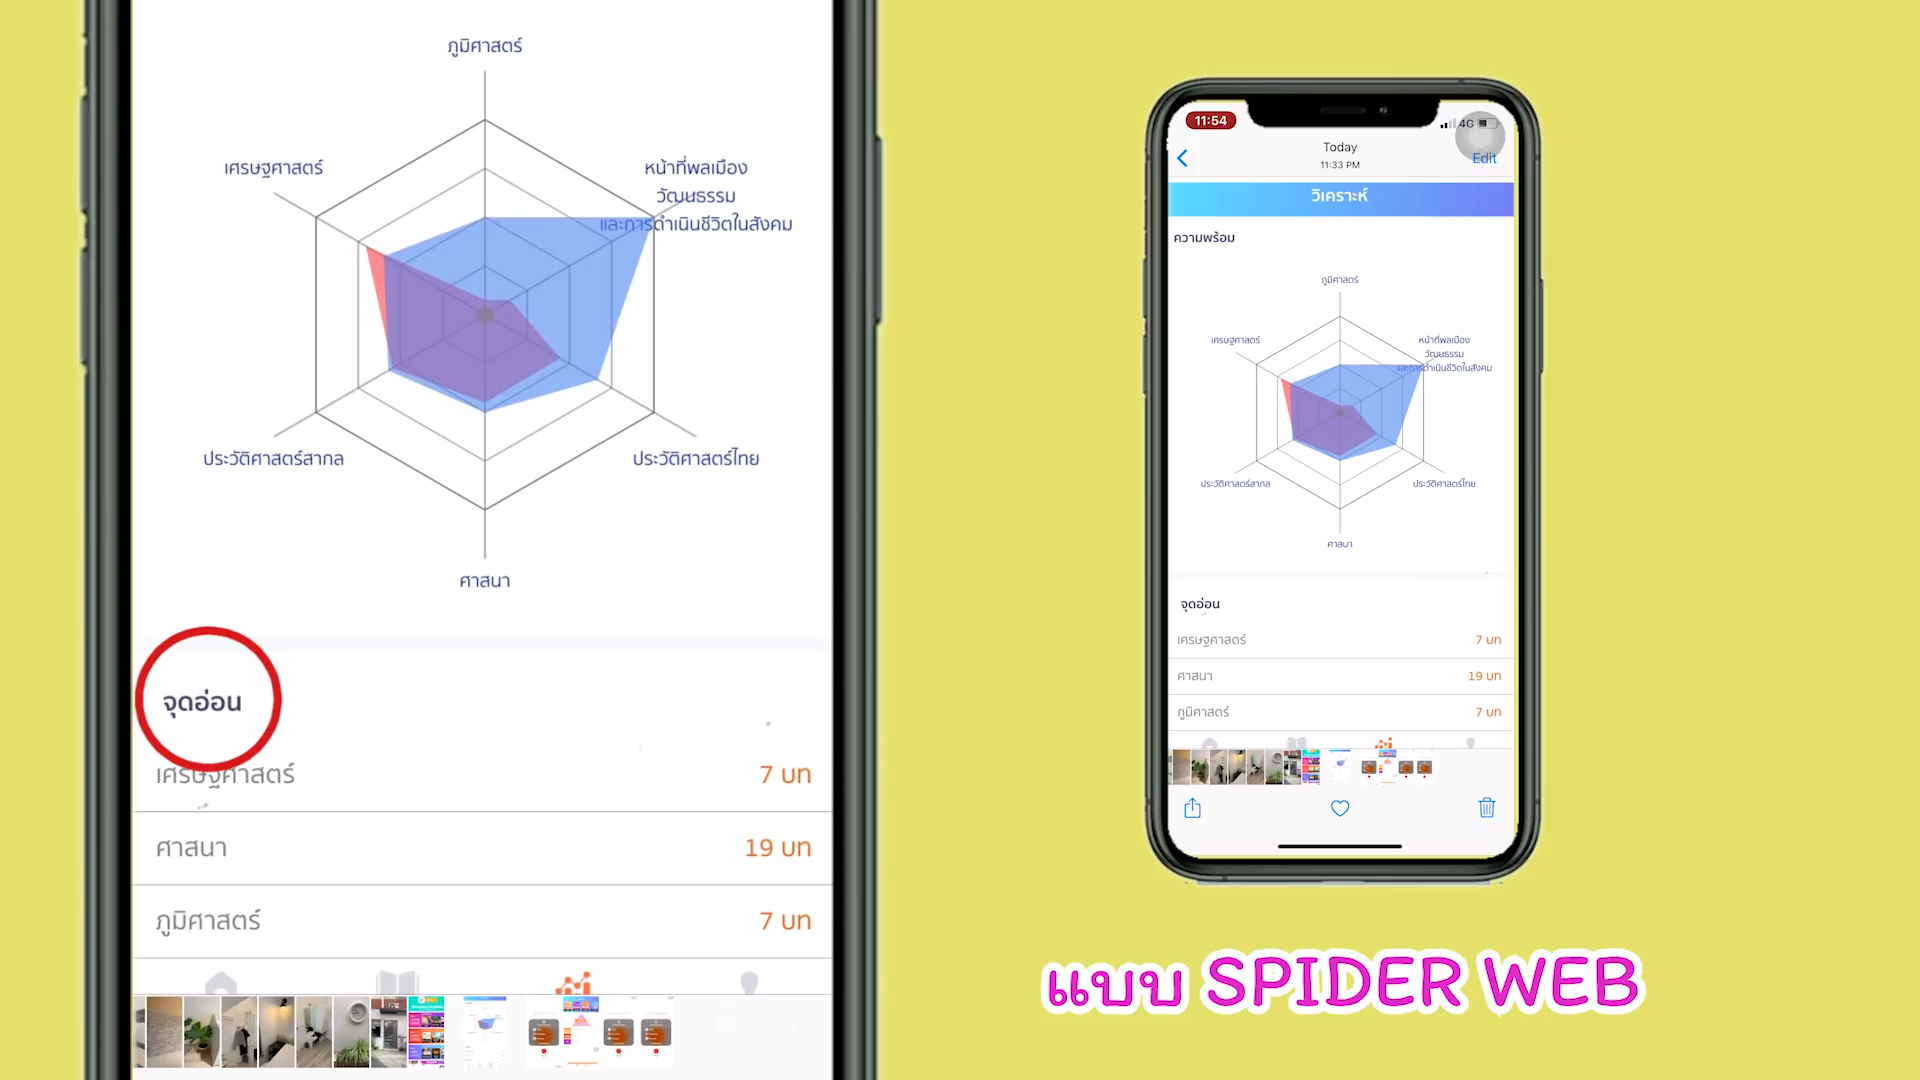 ภูมิศาสตร์
เศรษฐศาสตร์
หน้าที่พลเมือง
วัฒนธรรม
และการดำเนินชีวิตในสังคม
ประวัติศาสตร์สากล
ประวัติศาสตร์ไทย
ศาสนา
จุดอ่อน
เศรษฐศาสตร์ 7 บท
ศาสนา 19 บท
ภูมิศาสตร์ 7 บท
11:54
4G
Today
11:33 PM
Edit
วิเคราะห์
ความพร้อม
ภูมิศาสตร์
เศรษฐศาสตร์
หน้าที่พลเมือง
วัฒนธรรม
และการดำเนินชีวิตในสังคม
ประวัติศาสตร์สากล
ประวัติศาสตร์ไทย
ศาสนา
จุดอ่อน
เศรษฐศาสตร์ 7 บท
ศาสนา 19 บท
ภูมิศาสตร์ 7 บท
แบบ SPIDER WEB